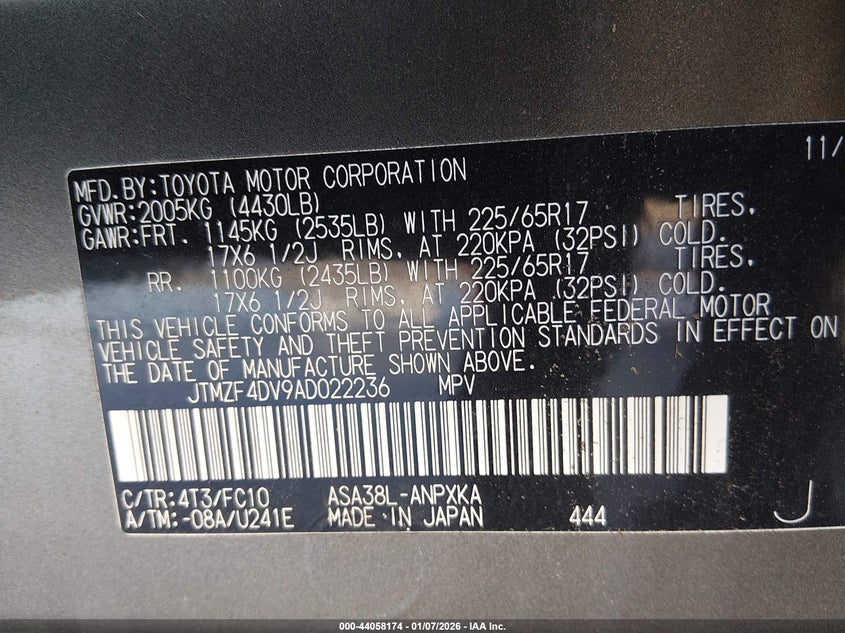 11/
MFD.BY:TOYOTA MOTOR CORPORATION
GVWR:2005KG (4430LB)
GAWR:FRT. 1145KG (2535LB) WITH 225/65R17 TIRES,
17X6 1/2J RIMS, AT 220KPA (32PSI) COLD.
RR. 1100KG (2435LB) WITH 225/65R17 TIRES,
17X6 1/2J RIMS, AT 220KPA (32PSI) COLD.
THIS VEHICLE CONFORMS TO ALL APPLICABLE FEDERAL MOTOR
VEHICLE SAFETY AND THEFT PREVENTION STANDARDS IN EFFECT ON
THE DATE OF MANUFACTURE SHOWN ABOVE.
JTMZF4DV9AD022236 MPV
C/TR:4T3/FC10 ASA38L-ANPXKA
A/TM:-08A/U241E MADE IN JAPAN 444 J
000-44058174 | 01/07/2026 - IAA Inc.